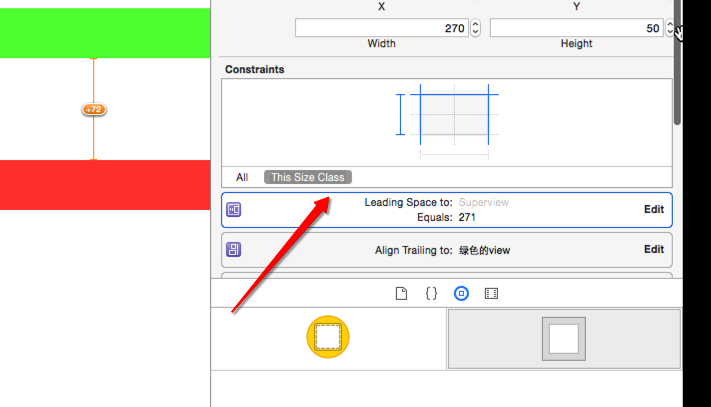 X Y
270 50
Width Height
Constraints
+72
All This Size Class
Leading Space to: Superview
Equals: 271
Edit
Align Trailing to: 绿色的view
Edit
{}